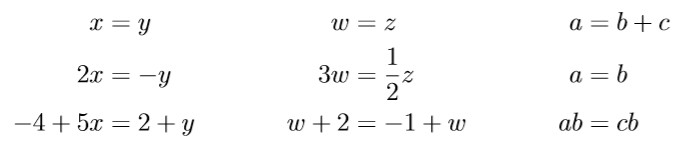 x = y w = z a = b + c
2x = −y 3w = 1/2 z a = b
−4 + 5x = 2 + y w + 2 = −1 + w ab = cb